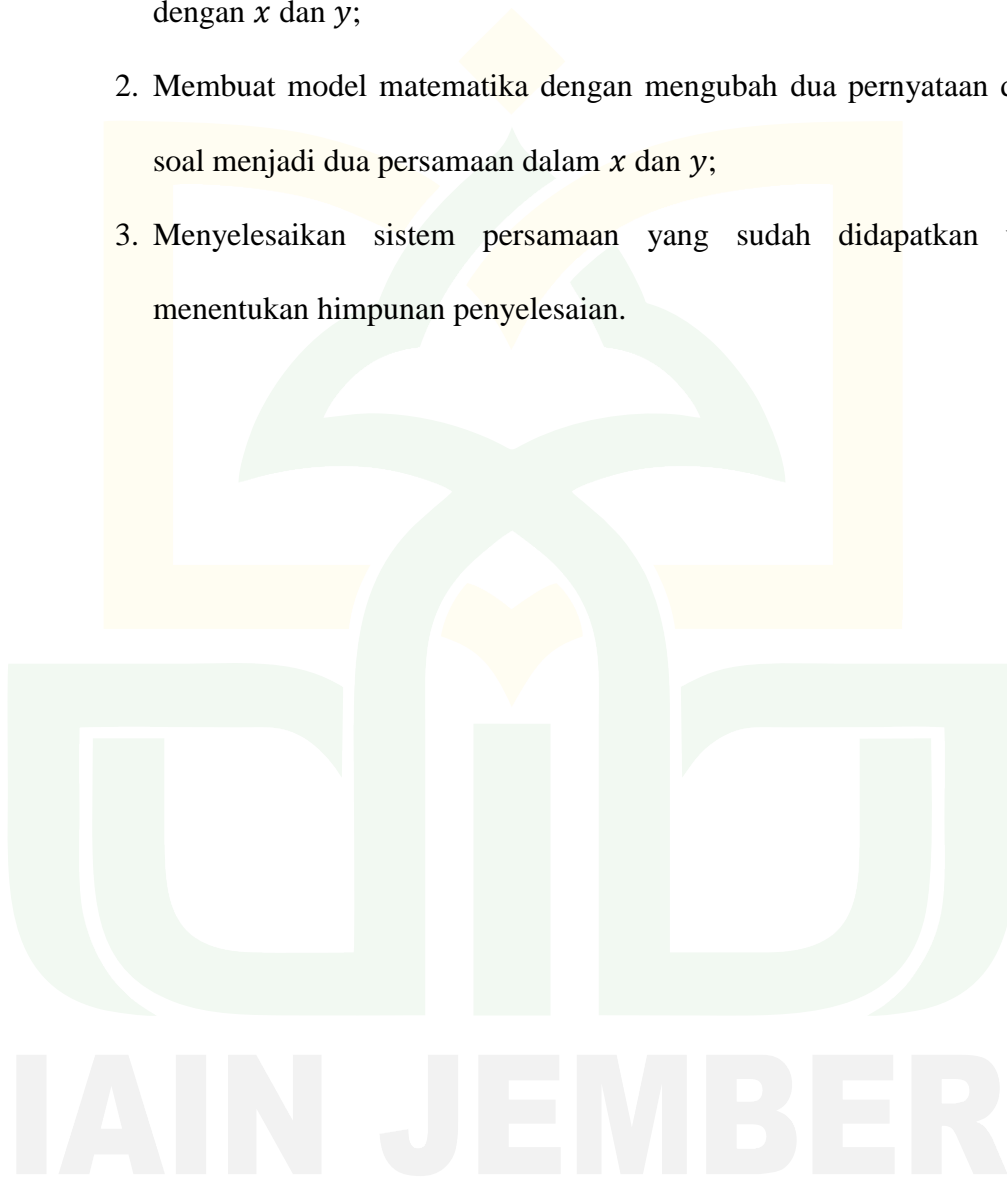 dengan x dan y;
2. Membuat model matematika dengan mengubah dua pernyataan
soal menjadi dua persamaan dalam x dan y;
3. Menyelesaikan sistem persamaan yang sudah didapatkan
menentukan himpunan penyelesaian.
IAIN JEMBER